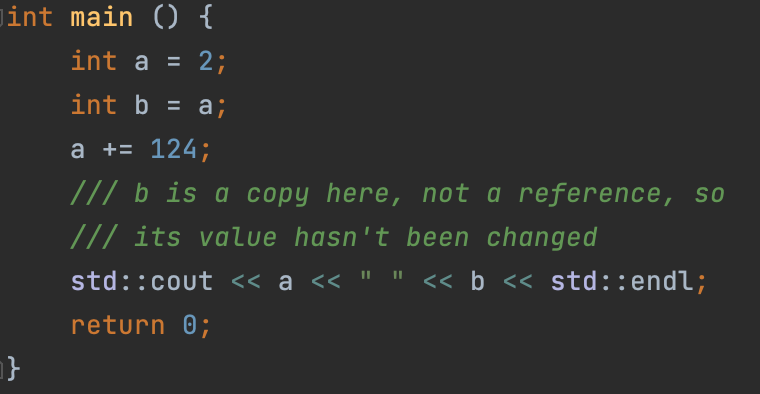 int main () {
    int a = 2;
    int b = a;
    a += 124;
    /// b is a copy here, not a reference, so
    /// its value hasn't been changed
    std::cout << a << " " << b << std::endl;
    return 0;
}